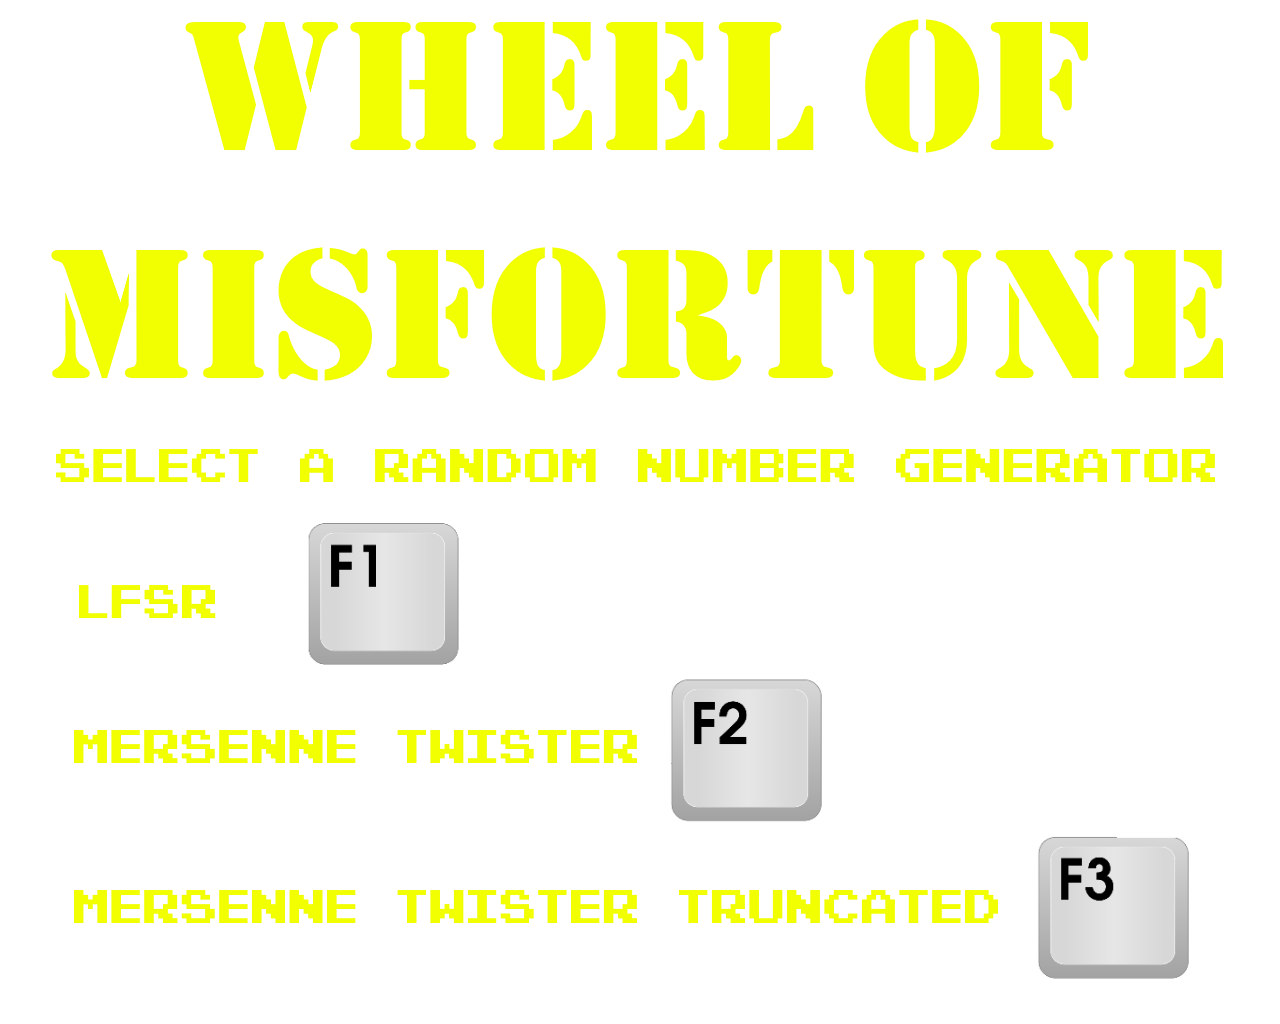 WHEEL OF
MISFORTUNE
SELECT A RANDOM NUMBER GENERATOR
LFSR F1
MERSENNE TWISTER F2
MERSENNE TWISTER TRUNCATED F3